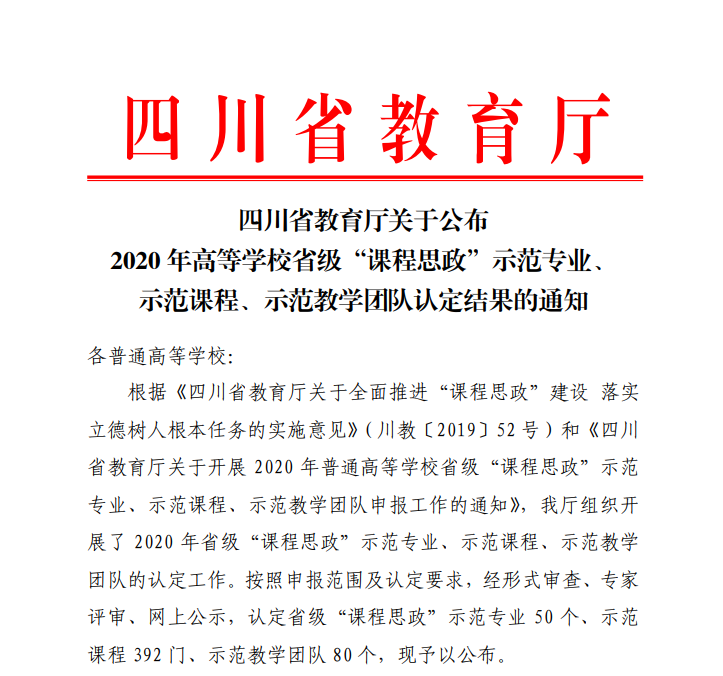 四川省教育厅
四川省教育厅关于公布
2020 年高等学校省级“课程思政”示范专业、
示范课程、示范教学团队认定结果的通知
各普通高等学校：
根据《四川省教育厅关于全面推进“课程思政”建设 落实
立德树人根本任务的实施意见》（川教〔2019〕52 号）和《四川
省教育厅关于开展 2020 年普通高等学校省级“课程思政”示范
专业、示范课程、示范教学团队申报工作的通知》，我厅组织开
展了 2020 年省级“课程思政”示范专业、示范课程、示范教学
团队的认定工作。按照申报范围及认定要求，经形式审查、专家
评审、网上公示，认定省级“课程思政”示范专业 50 个、示范
课程 392 门、示范教学团队 80 个，现予以公布。